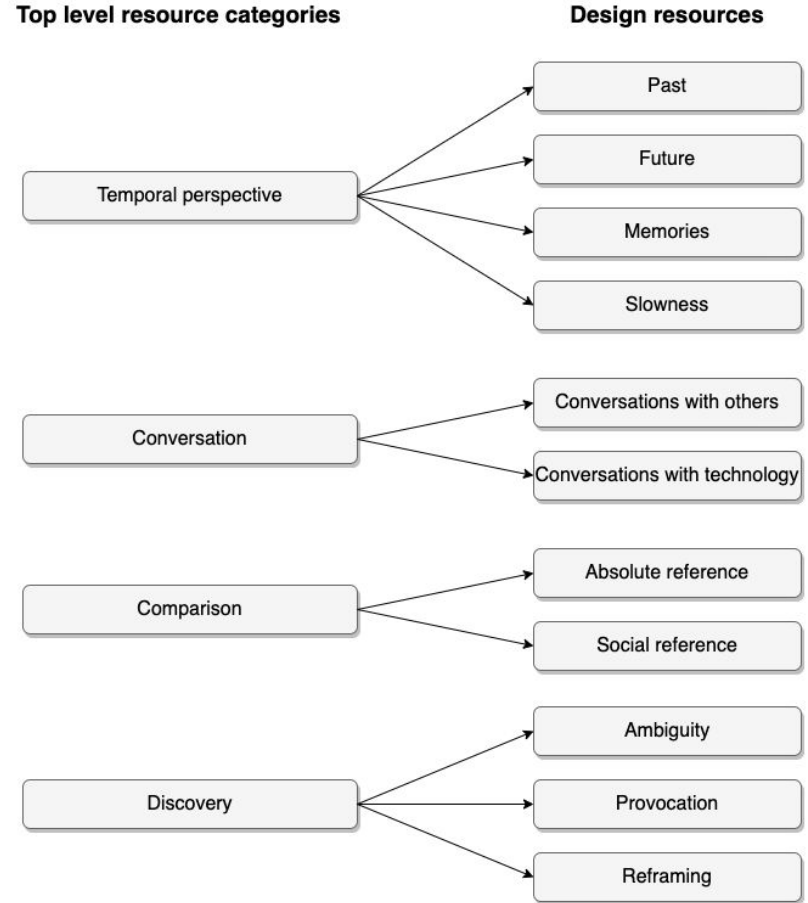 Top level resource categories
Design resources
Temporal perspective
Past
Future
Memories
Slowness
Conversation
Conversations with others
Conversations with technology
Comparison
Absolute reference
Social reference
Discovery
Ambiguity
Provocation
Reframing